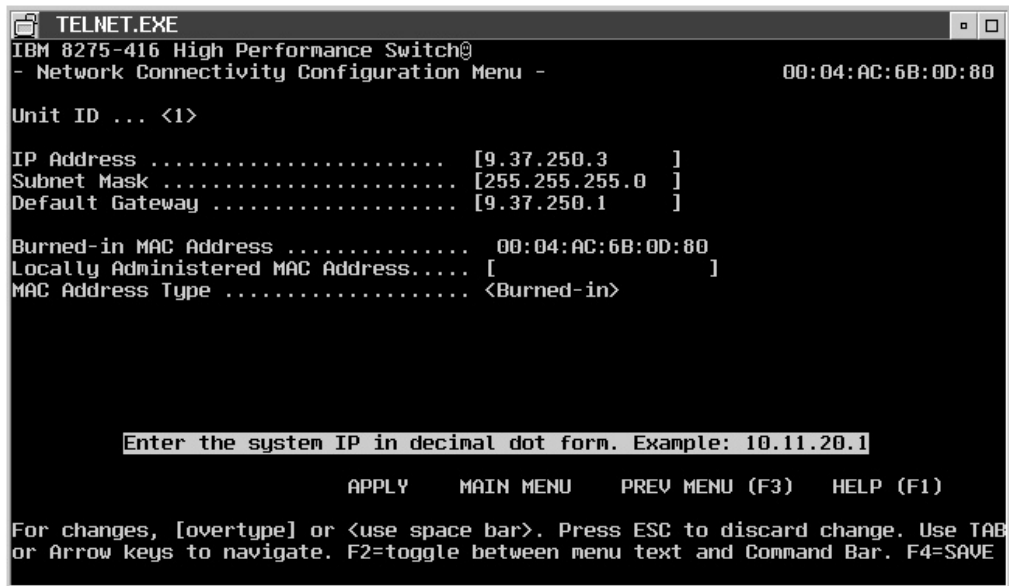 TELNET.EXE
IBM 8275-416 High Performance Switch®
- Network Connectivity Configuration Menu - 00:04:AC:6B:0D:80
Unit ID ... <1>
IP Address ........................ [9.37.250.3 ]
Subnet Mask ........................ [255.255.255.0 ]
Default Gateway .................... [9.37.250.1 ]
Burned-in MAC Address ............... 00:04:AC:6B:0D:80
Locally Administered MAC Address..... [ ]
MAC Address Type .................... <Burned-in>
Enter the system IP in decimal dot form. Example: 10.11.20.1
APPLY MAIN MENU PREV MENU (F3) HELP (F1)
For changes, [overtype] or <use space bar>. Press ESC to discard change. Use TAB
or Arrow keys to navigate. F2=toggle between menu text and Command Bar. F4=SAVE